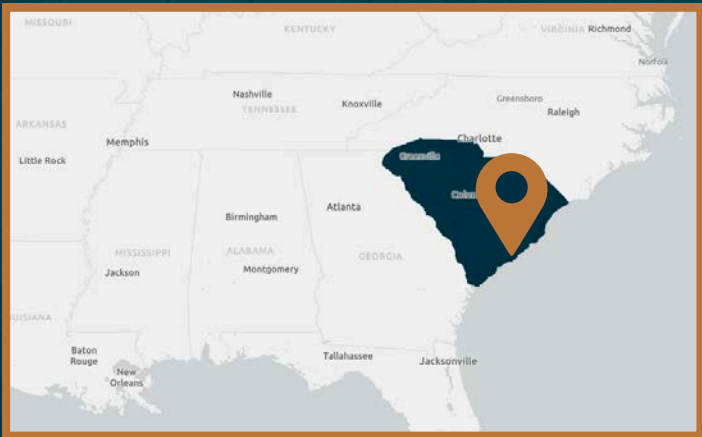 MISSOURI
KENTUCKY
VIRGINIA
Richmond
Norfolk
Nashville
TENNESSEE
Knoxville
Greensboro
Raleigh
ARKANSAS
Memphis
Charlotte
Little Rock
Greenville
Atlanta
Birmingham
MISSISSIPPI
ALABAMA
GEORGIA
Jackson
Montgomery
Baton
Rouge
New
Orleans
Tallahassee
Jacksonville